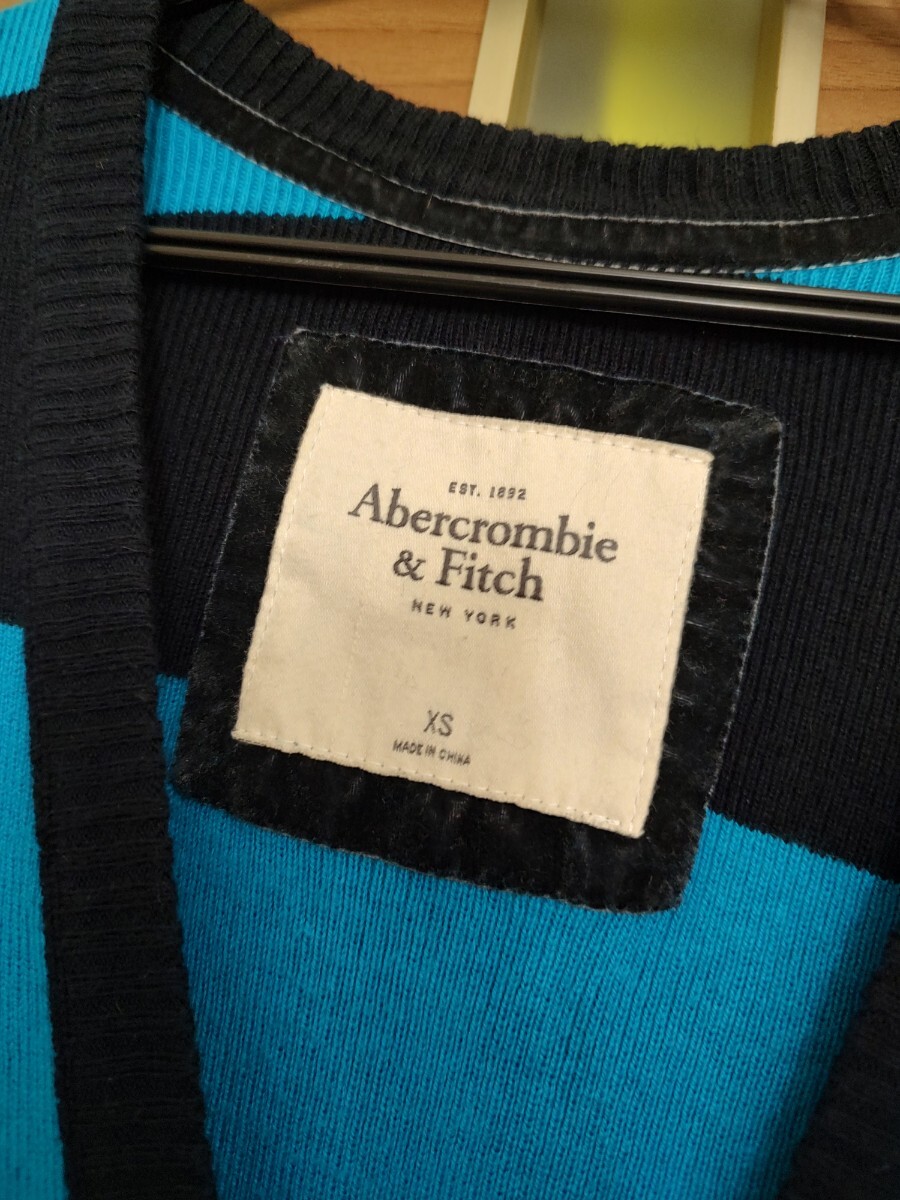 EST. 1892
Abercrombie
& Fitch
NEW YORK
XS
MADE IN CHINA